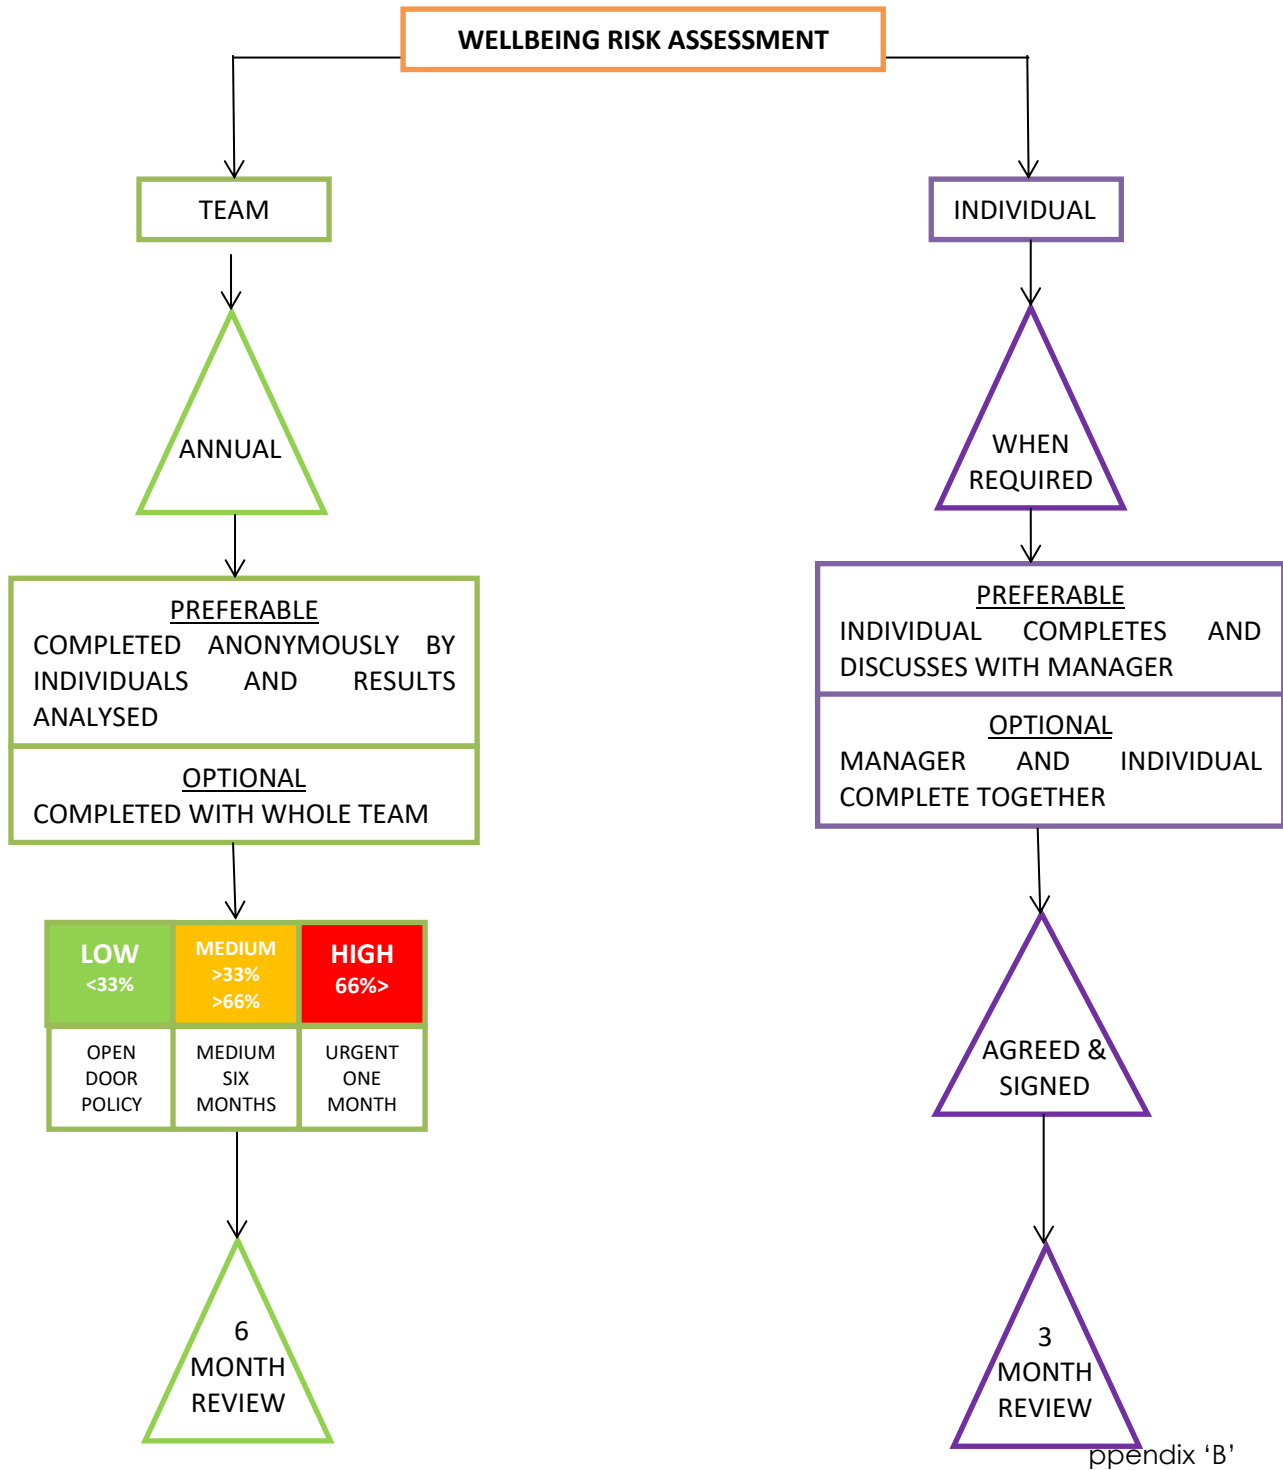 WELLBEING RISK ASSESSMENT
TEAM
ANNUAL
PREFERABLE
COMPLETED ANONYMOUSLY BY
INDIVIDUALS AND RESULTS
ANALYSED
OPTIONAL
COMPLETED WITH WHOLE TEAM
LOW
<33%
MEDIUM
>33%
>66%
HIGH
66%>
OPEN
DOOR
POLICY
MEDIUM
SIX
MONTHS
URGENT
ONE
MONTH
6
MONTH
REVIEW
INDIVIDUAL
WHEN
REQUIRED
PREFERABLE
INDIVIDUAL COMPLETES AND
DISCUSSES WITH MANAGER
OPTIONAL
MANAGER AND INDIVIDUAL
COMPLETE TOGETHER
AGREED &
SIGNED
3
MONTH
REVIEW
ppendix ‘B’